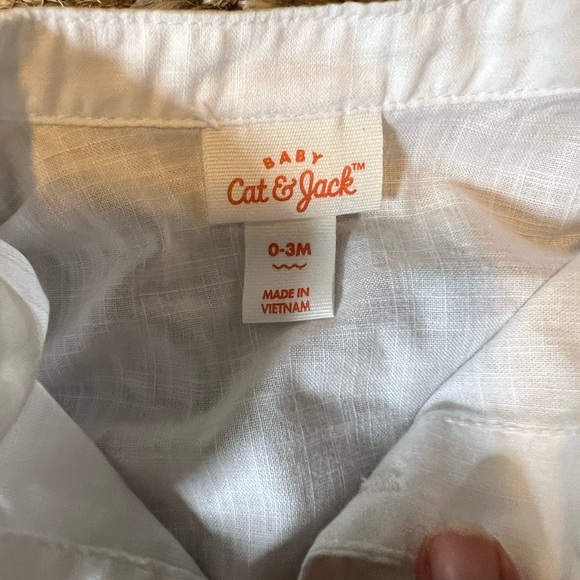 BABY
Cat & Jack™
0-3M
MADE IN
VIETNAM